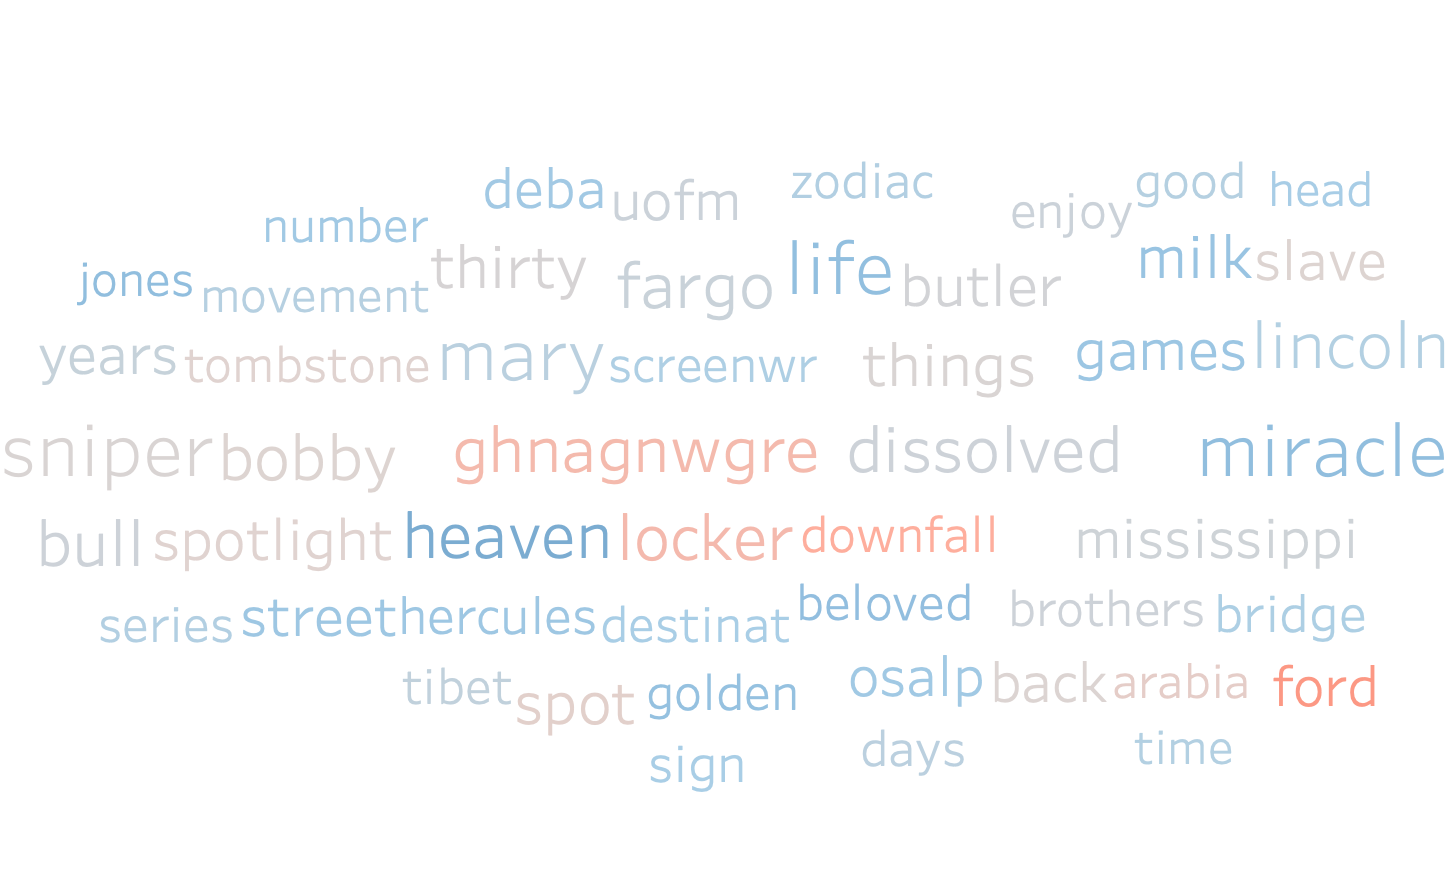 deba uofm zodiac enjoy good head
number
jones movement thirty fargo life butler milk slave
years tombstone mary screenwr things games lincoln
sniper bobby ghnagnwgre dissolved miracle
bull spotlight heaven locker downfall mississippi
series street hercules destinat beloved brothers bridge
tibet spot golden osalp back arabia ford
sign days time